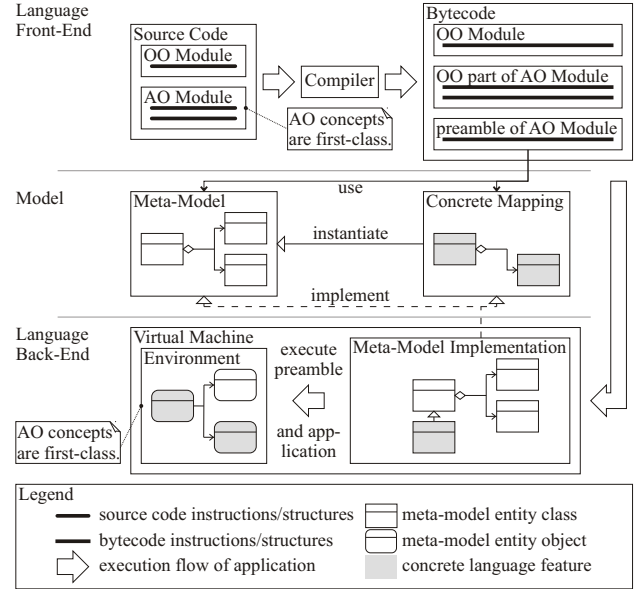 Language
Front-End
Source Code
OO Module
AO Module
Compiler
AO concepts
are first-class.
Bytecode
OO Module
OO part of AO Module
preamble of AO Module
use
Model
Meta-Model
instantiate
Concrete Mapping
implement
Language
Back-End
Virtual Machine
Environment
execute
preamble
and app-
lication
Meta-Model Implementation
AO concepts
are first-class.
Legend
source code instructions/structures
bytecode instructions/structures
execution flow of application
meta-model entity class
meta-model entity object
concrete language feature